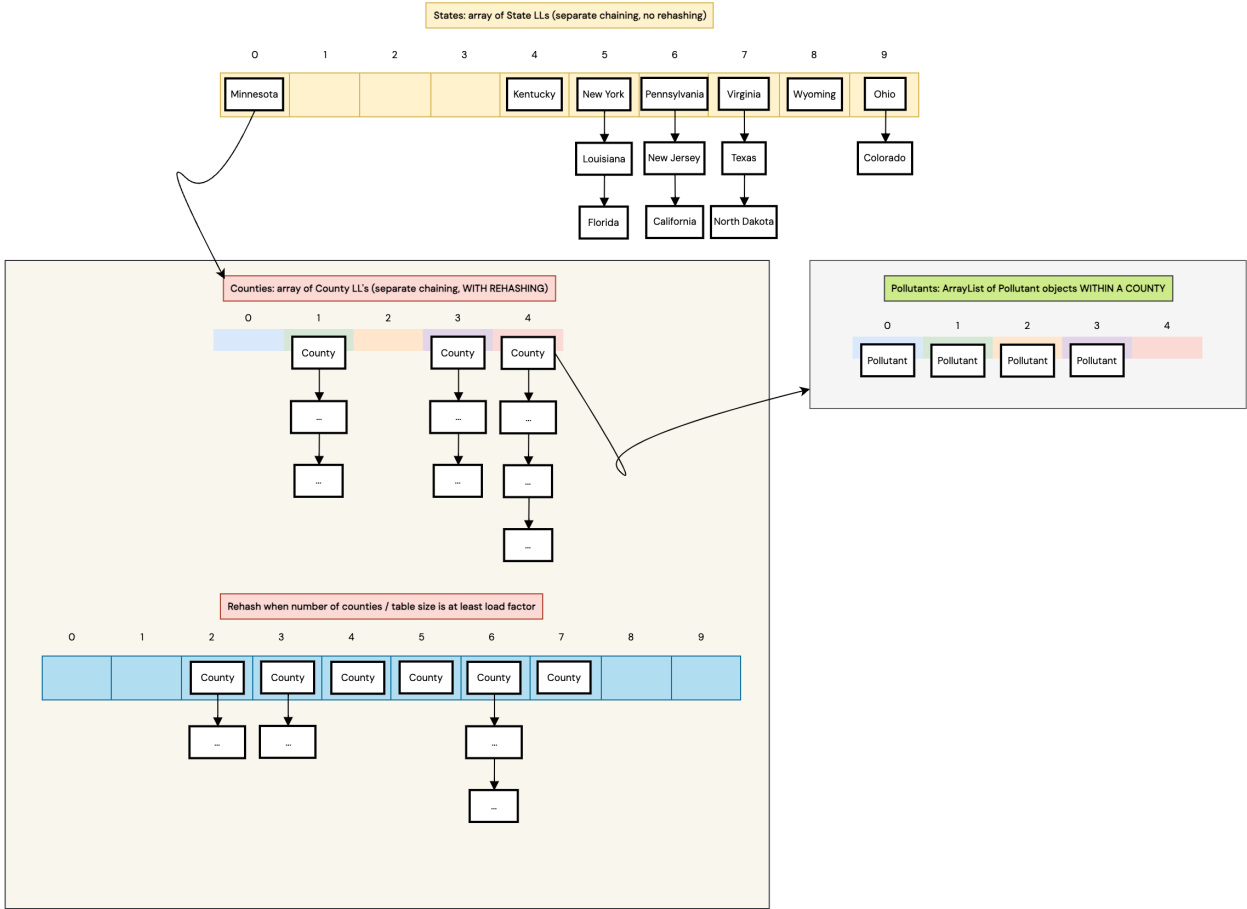 States: array of State LLs (separate chaining, no rehashing)
0 1 2 3 4 5 6 7 8 9
Minnesota Kentucky New York Pennsylvania Virginia Wyoming Ohio
Louisiana New Jersey Texas Colorado
Florida California North Dakota
Counties: array of County LL's (separate chaining, WITH REHASHING)
0 1 2 3 4
County County County
... ... ...
... ... ...
...
Rehash when number of counties / table size is at least load factor
0 1 2 3 4 5 6 7 8 9
County County County County County County
... ... ...
...
Pollutants: ArrayList of Pollutant objects WITHIN A COUNTY
0 1 2 3 4
Pollutant Pollutant Pollutant Pollutant